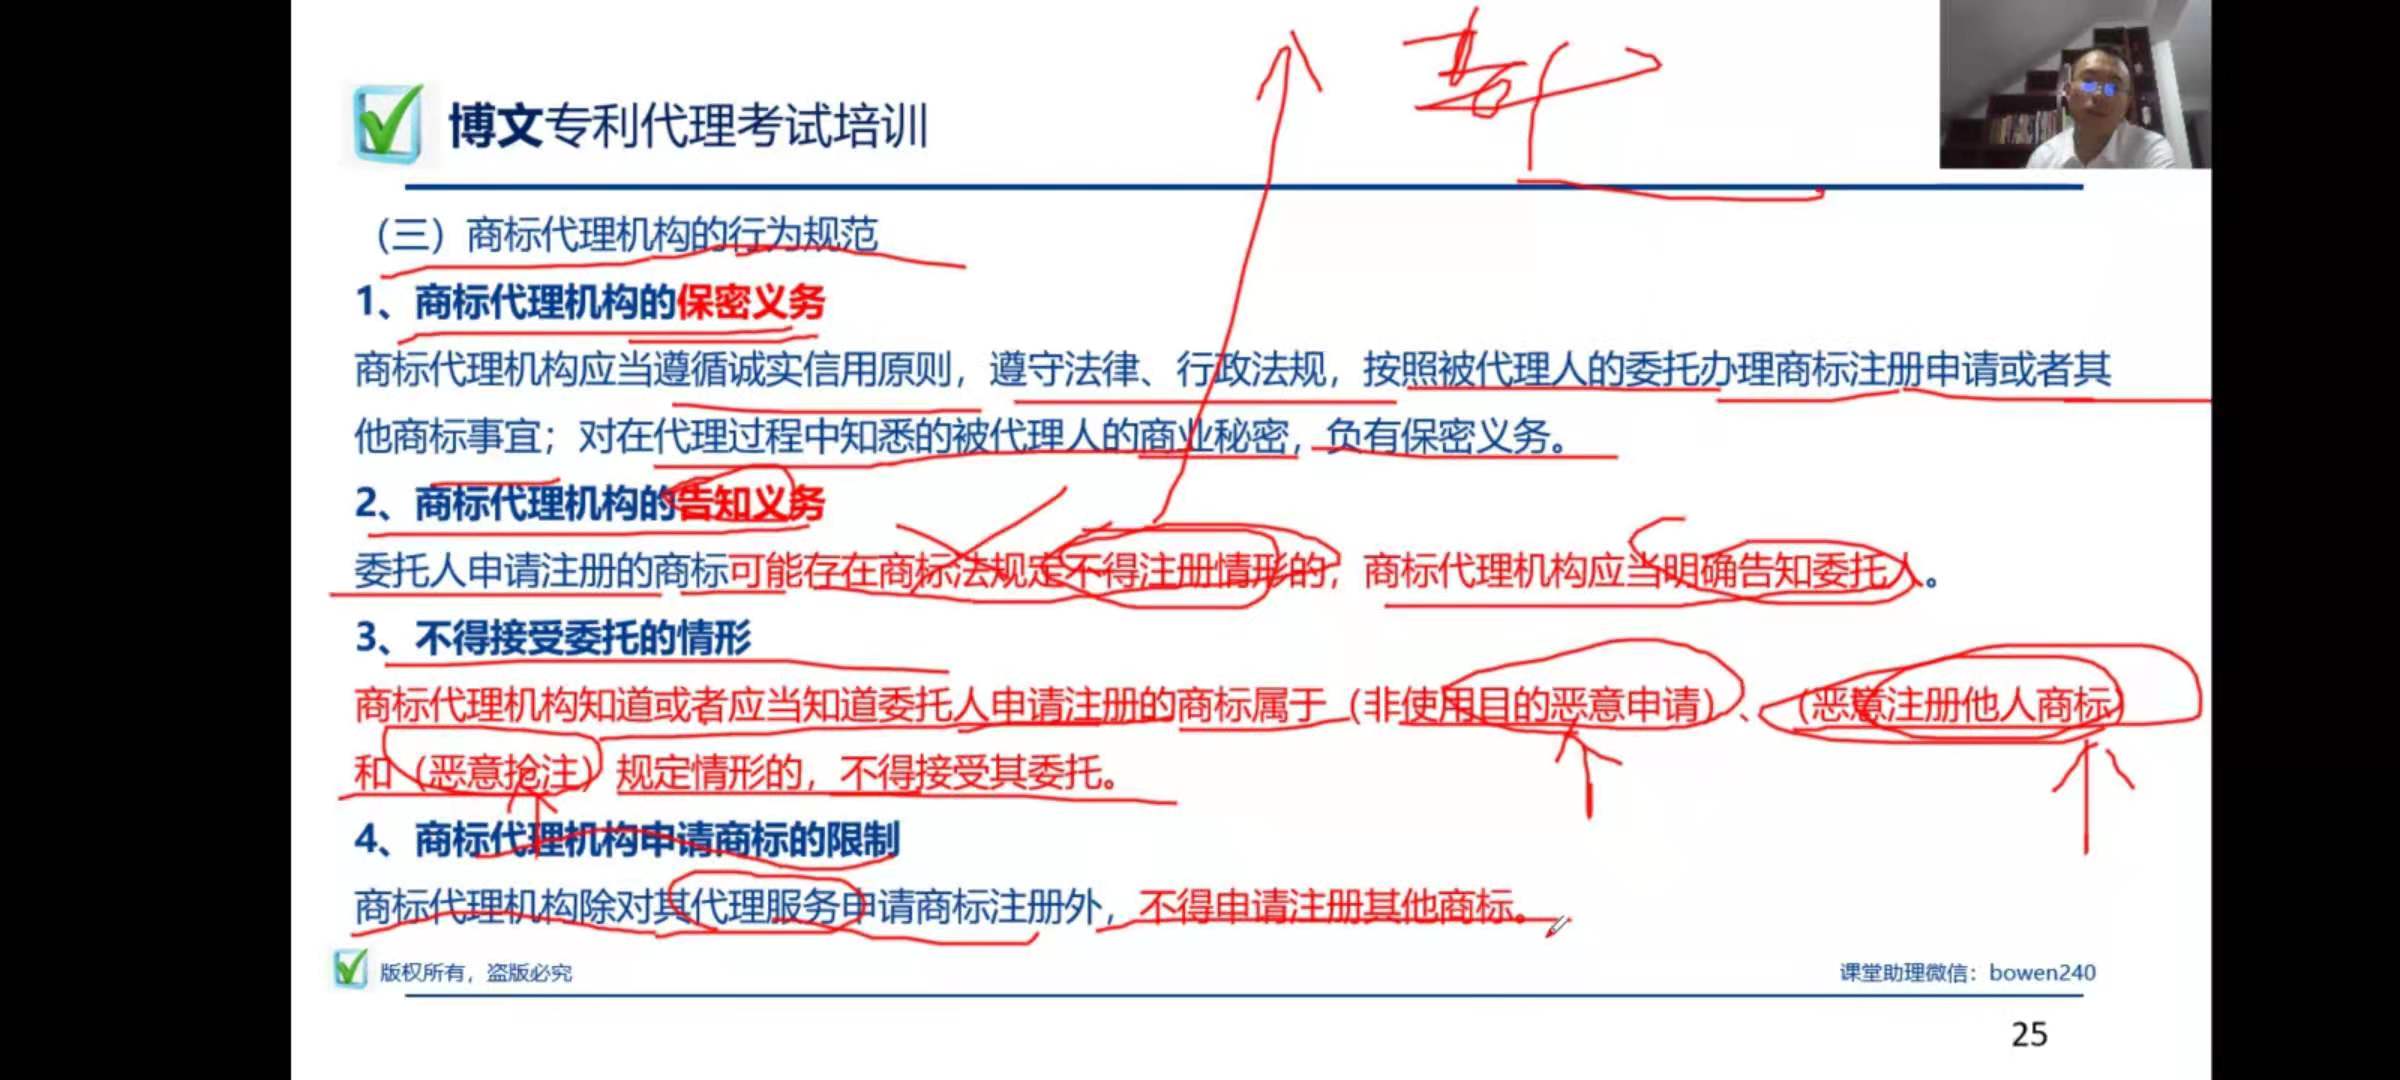 博文专利代理考试培训
（三）商标代理机构的行为规范
1、商标代理机构的保密义务
商标代理机构应当遵循诚实信用原则，遵守法律、行政法规，按照被代理人的委托办理商标注册申请或者其
他商标事宜；对在代理过程中知悉的被代理人的商业秘密，负有保密义务。
2、商标代理机构的告知义务
委托人申请注册的商标可能存在商标法规定不得注册情形的，商标代理机构应当明确告知委托人。
3、不得接受委托的情形
商标代理机构知道或者应当知道委托人申请注册的商标属于（非使用目的恶意申请）、（恶意注册他人商标）
和（恶意抢注）规定情形的，不得接受其委托。
4、商标代理机构申请商标的限制
商标代理机构除对其代理服务申请商标注册外，不得申请注册其他商标。
版权所有，盗版必究
课堂助理微信：bowen240
25